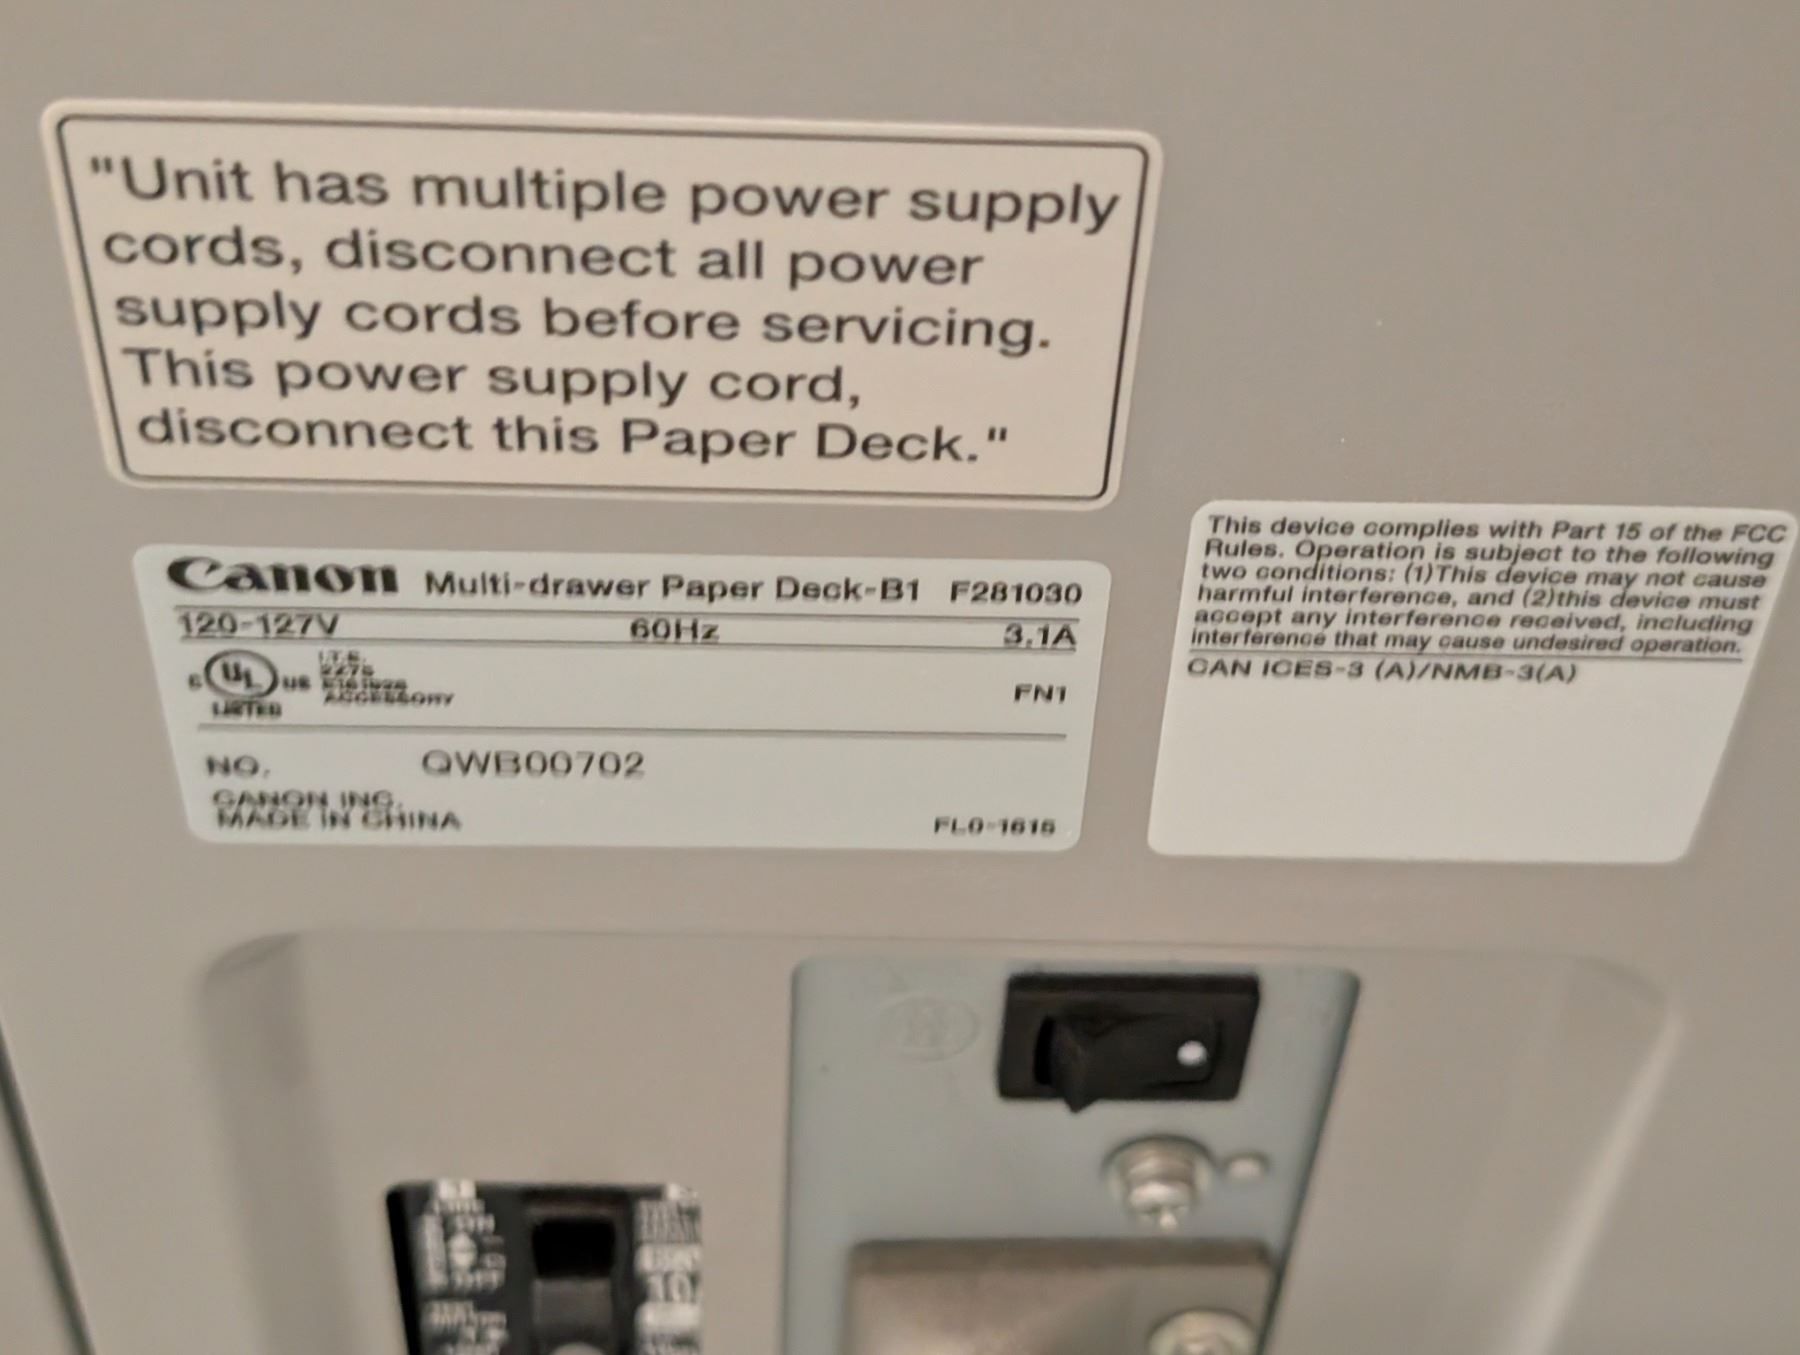 "Unit has multiple power supply
cords, disconnect all power
supply cords before servicing.
This power supply cord,
disconnect this Paper Deck."
Canon Multi-drawer Paper Deck-B1 F281030
120-127V 60Hz 3.1A
C UL US LISTED
I.T.E.
ACCESSORY
FN1
NO. QWB00702
CANON INC.
MADE IN CHINA
FL0-1615
This device complies with Part 15 of the FCC
Rules. Operation is subject to the following
two conditions: (1)This device may not cause
harmful interference, and (2)this device must
accept any interference received, including
interference that may cause undesired operation.
CAN ICES-3 (A)/NMB-3(A)